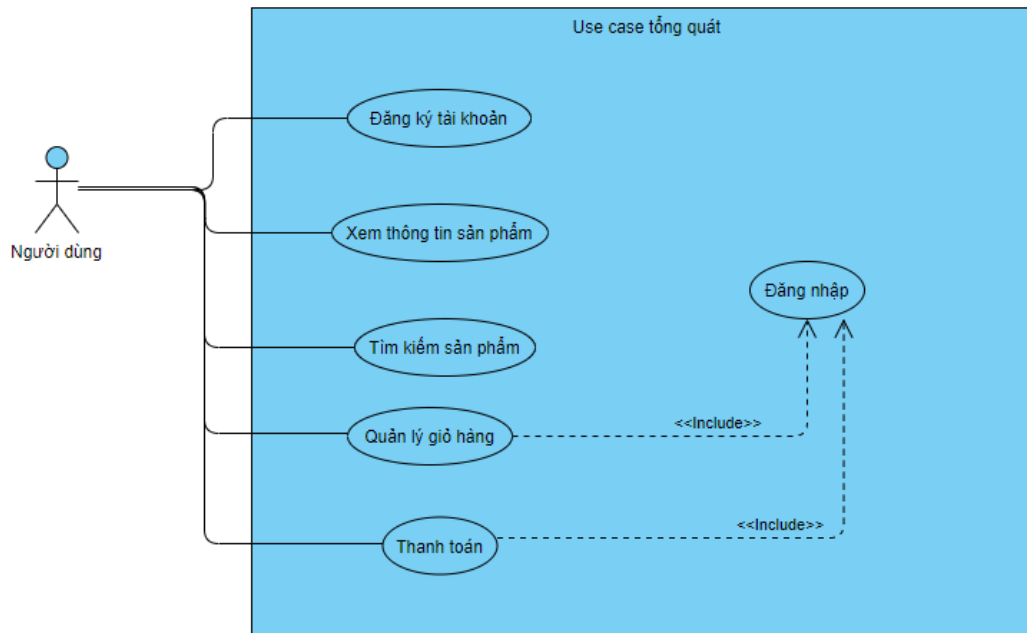 Use case tổng quát
Đăng ký tài khoản
Người dùng
Xem thông tin sản phẩm
Đăng nhập
Tìm kiếm sản phẩm
<<Include>>
Quản lý giỏ hàng
<<Include>>
Thanh toán